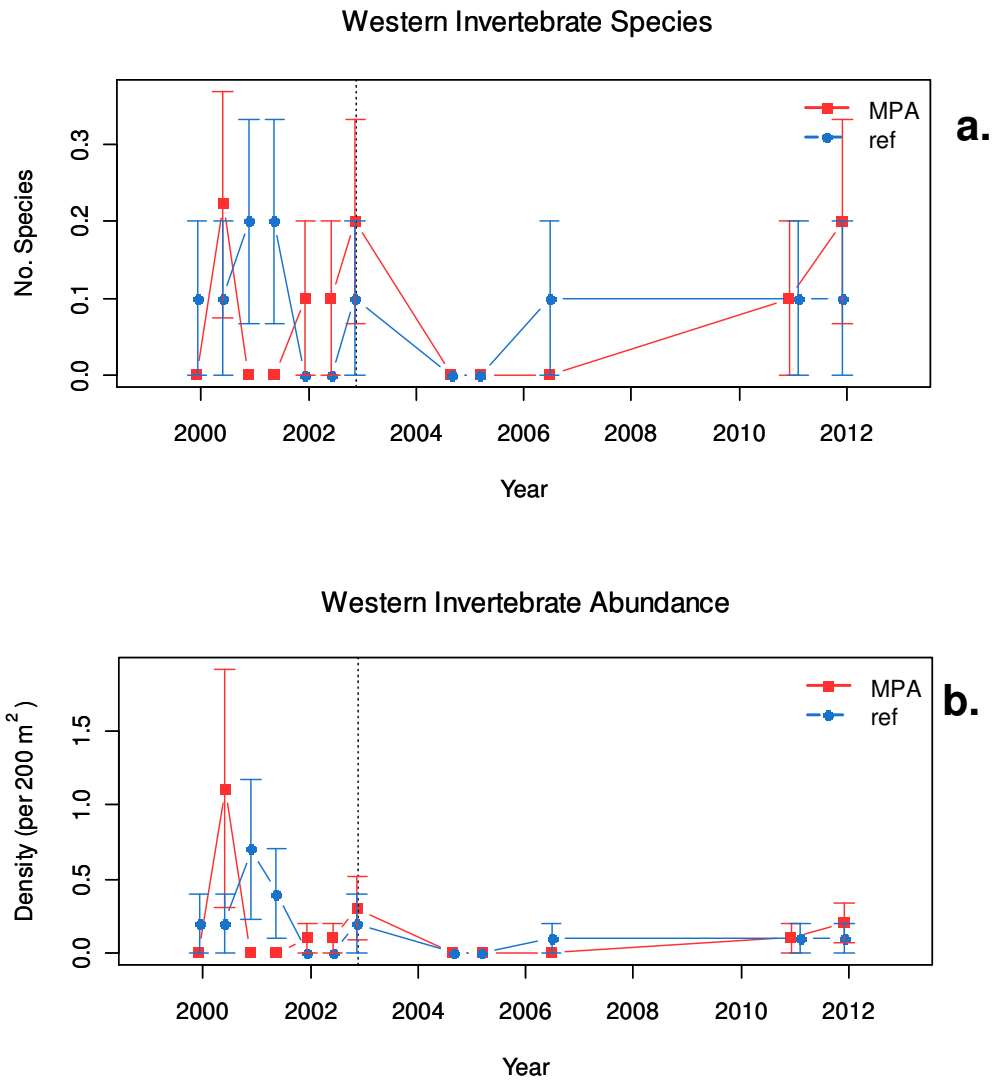 Western Invertebrate Species
MPA
ref
a.
No. Species
0.3
0.2
0.1
0.0
2000 2002 2004 2006 2008 2010 2012
Year
Western Invertebrate Abundance
MPA
ref
b.
Density (per 200 m²)
1.5
1.0
0.5
0.0
2000 2002 2004 2006 2008 2010 2012
Year